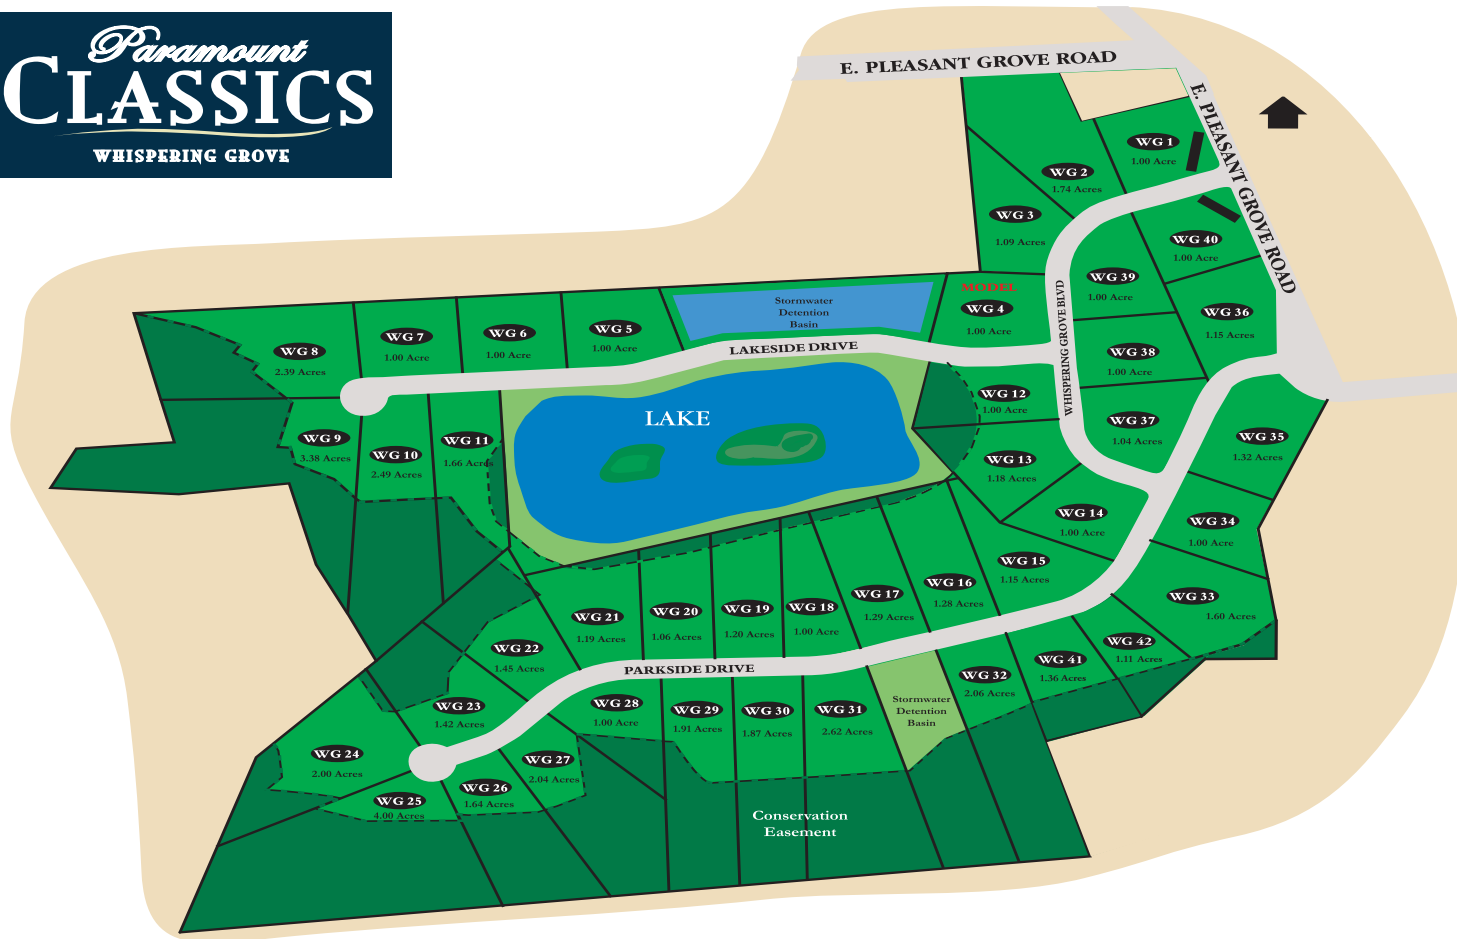 Paramount
CLASSICS
WHISPERING GROVE
E. PLEASANT GROVE ROAD
E. PLEASANT GROVE ROAD
WG 1
1.00 Acre
WG 2
1.74 Acres
WG 3
1.09 Acres
WG 40
1.00 Acre
WG 39
1.00 Acre
MODEL
WG 4
1.00 Acre
WG 36
1.15 Acres
WHISPERING GROVE BLVD
Stormwater
Detention
Basin
WG 5
1.00 Acre
WG 6
1.00 Acre
WG 7
1.00 Acre
WG 8
2.39 Acres
LAKESIDE DRIVE
WG 38
1.00 Acre
WG 12
1.00 Acre
WG 37
1.04 Acres
WG 35
1.32 Acres
LAKE
WG 9
3.38 Acres
WG 10
2.49 Acres
WG 11
1.66 Acres
WG 13
1.18 Acres
WG 14
1.00 Acre
WG 34
1.00 Acre
WG 15
1.15 Acres
WG 16
1.28 Acres
WG 17
1.29 Acres
WG 18
1.00 Acre
WG 19
1.20 Acres
WG 20
1.06 Acres
WG 21
1.19 Acres
WG 33
1.60 Acres
WG 42
1.11 Acres
WG 41
1.36 Acres
WG 32
2.06 Acres
WG 22
1.45 Acres
PARKSIDE DRIVE
WG 23
1.42 Acres
WG 28
1.00 Acre
WG 29
1.91 Acres
WG 30
1.87 Acres
WG 31
2.62 Acres
Stormwater
Detention
Basin
WG 24
2.00 Acres
WG 27
2.04 Acres
WG 26
1.64 Acres
WG 25
4.00 Acres
Conservation
Easement